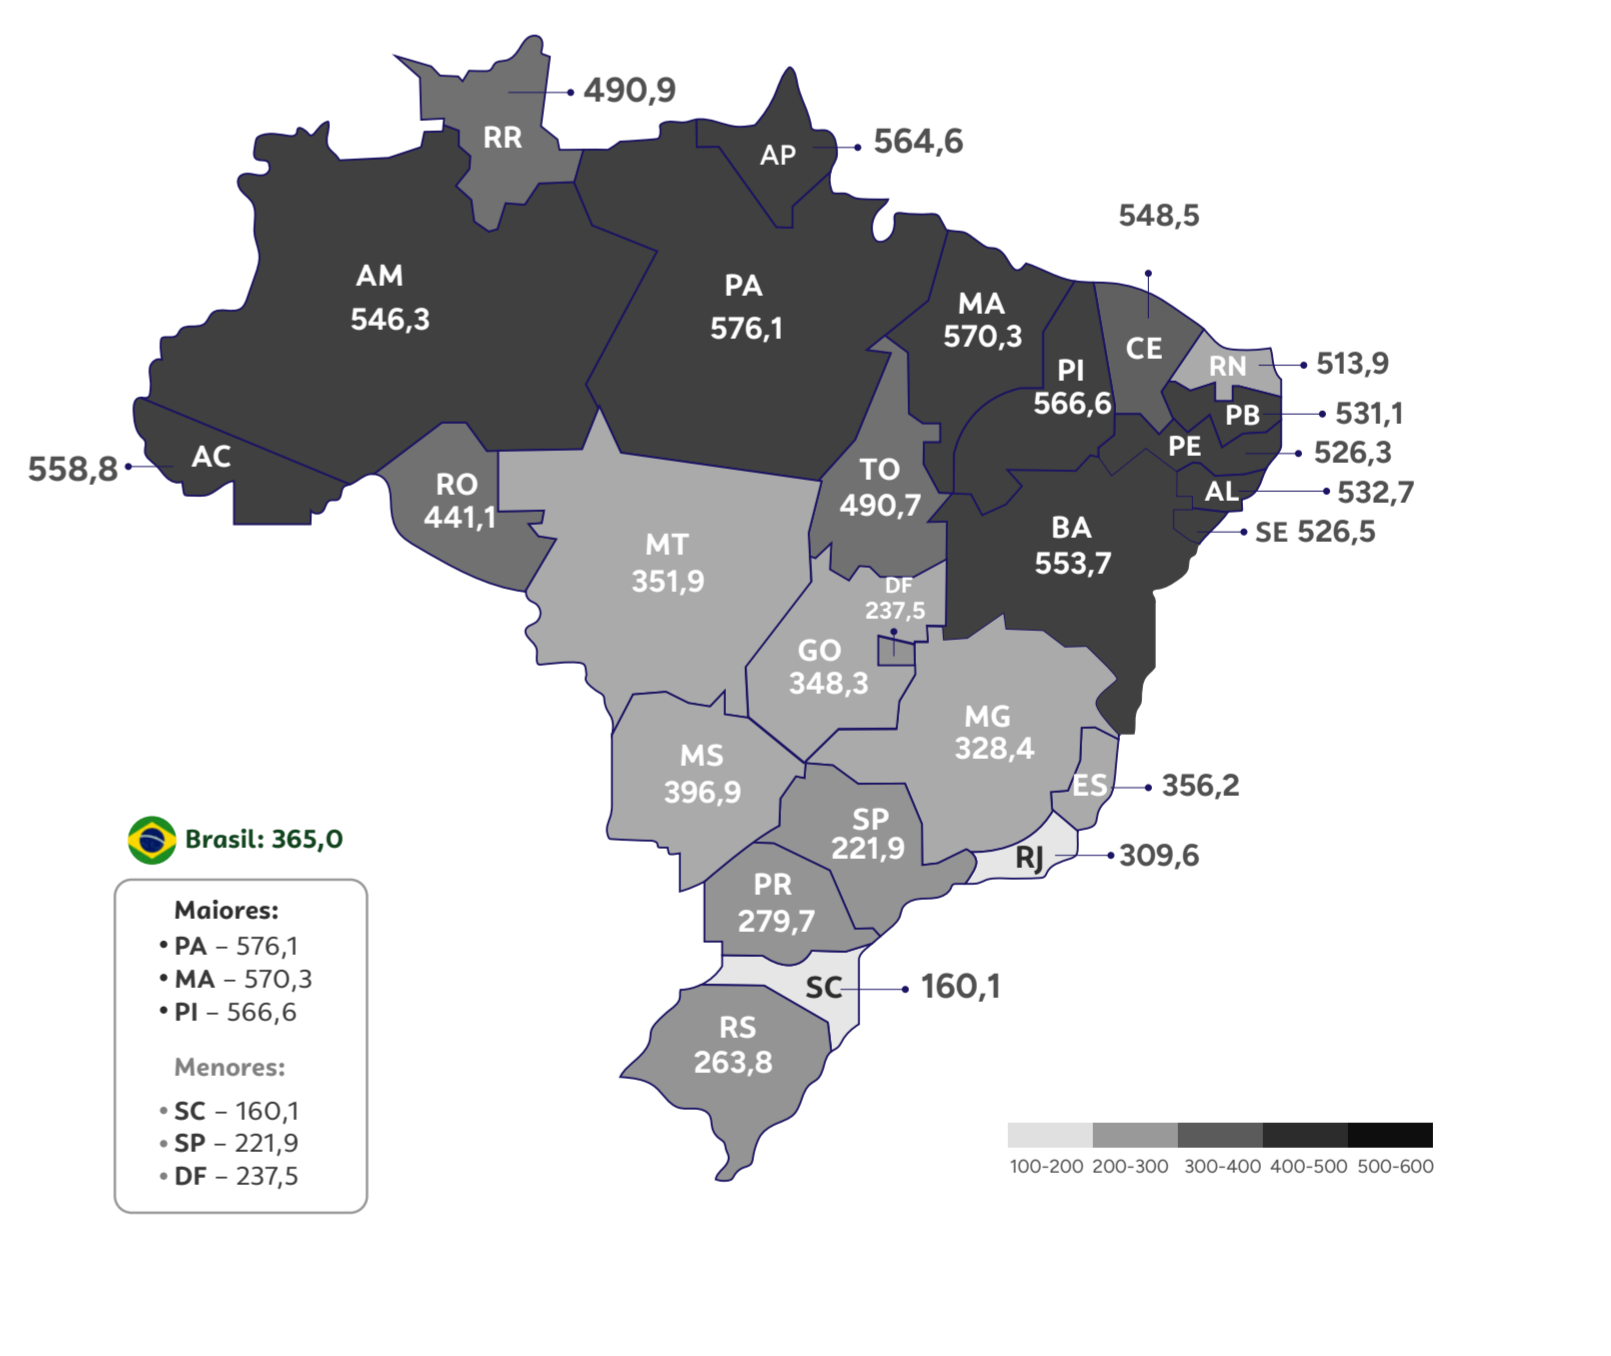 490,9
RR
AP
564,6
548,5
AM
546,3
PA
576,1
MA
570,3
CE
RN
513,9
PI
566,6
PB
531,1
PE
526,3
AC
558,8
RO
441,1
TO
490,7
AL
532,7
SE 526,5
BA
553,7
MT
351,9
DF
237,5
GO
348,3
MG
328,4
MS
396,9
ES
356,2
SP
221,9
RJ
309,6
PR
279,7
SC
160,1
RS
263,8
Brasil: 365,0
Maiores:
• PA – 576,1
• MA – 570,3
• PI – 566,6
Menores:
• SC – 160,1
• SP – 221,9
• DF – 237,5
100-200 200-300 300-400 400-500 500-600